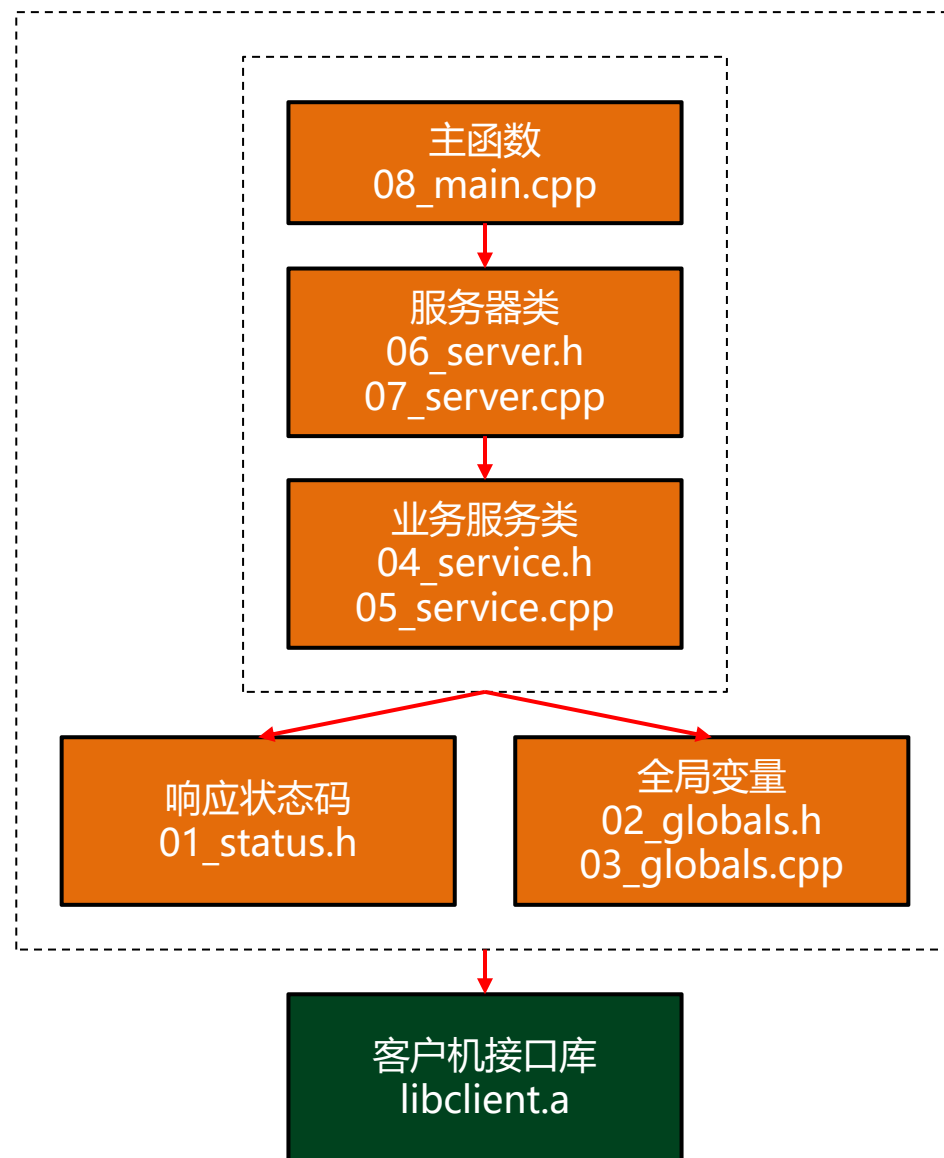 主函数
08_main.cpp
服务器类
06_server.h
07_server.cpp
业务服务类
04_service.h
05_service.cpp
响应状态码
01_status.h
全局变量
02_globals.h
03_globals.cpp
客户机接口库
libclient.a